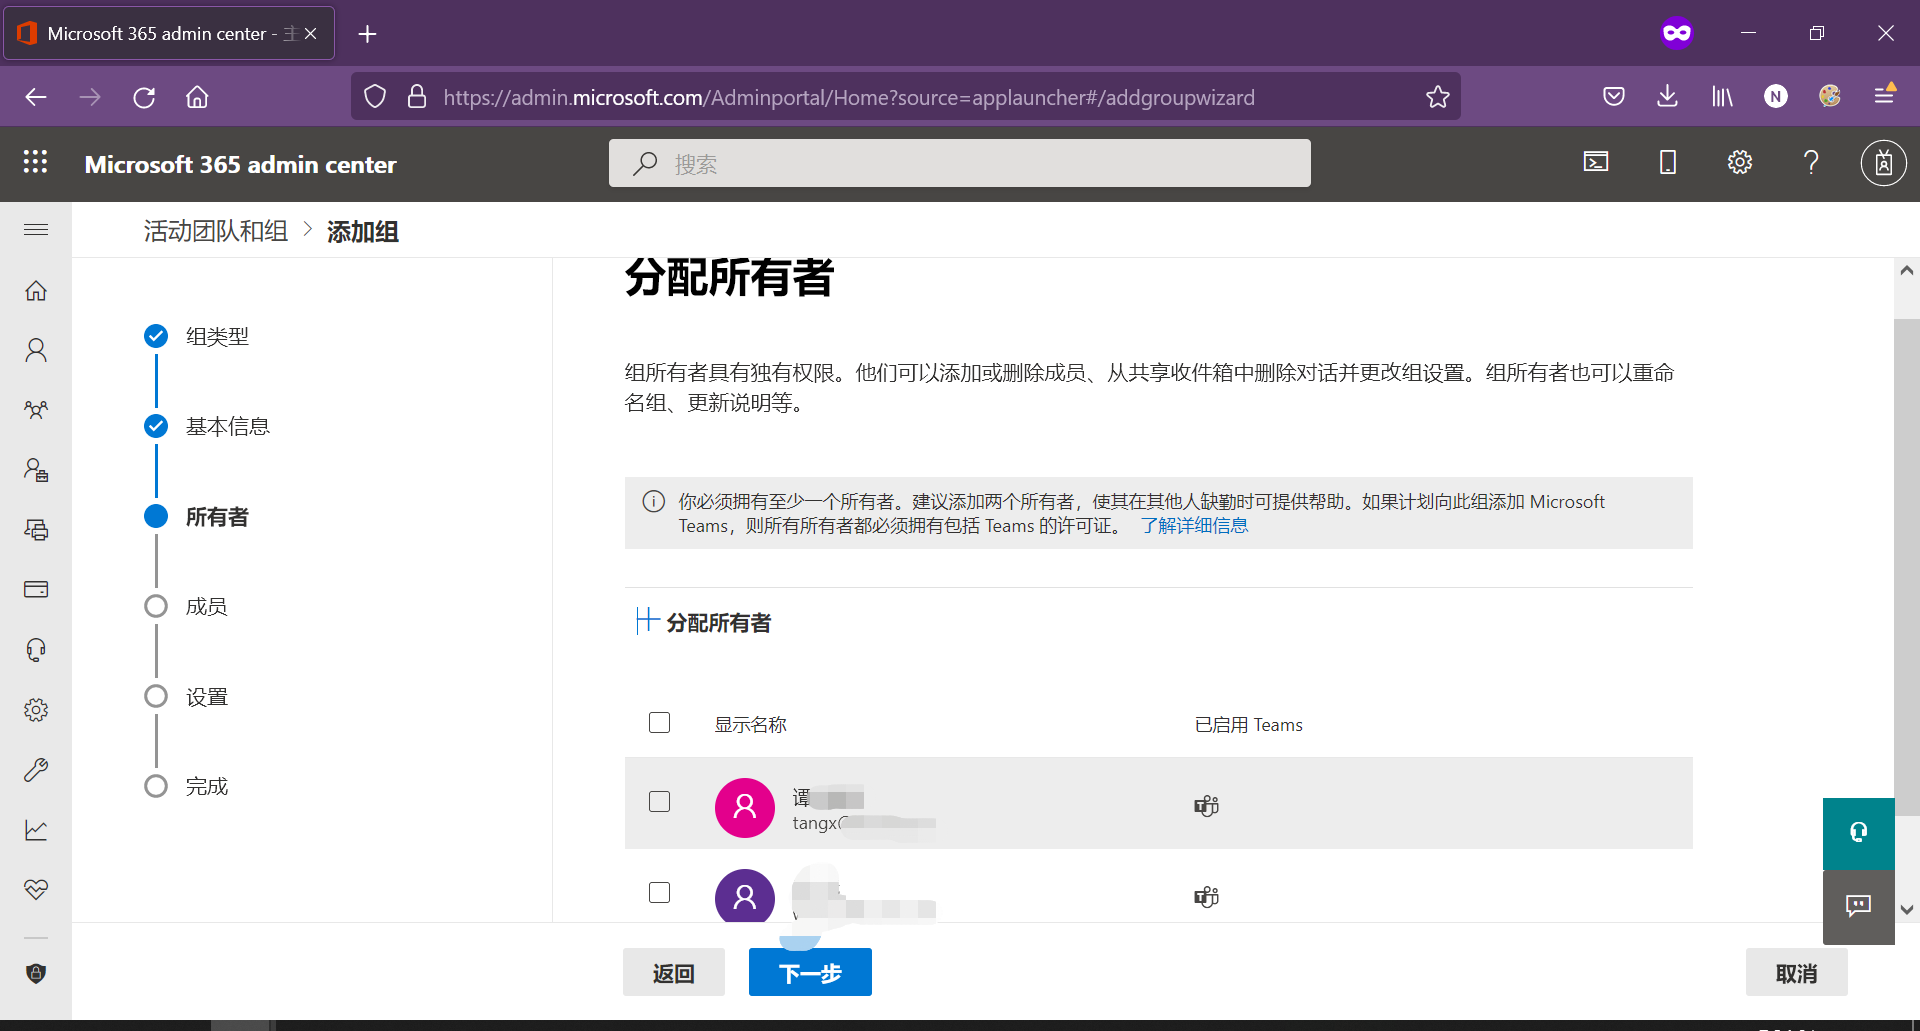 Microsoft 365 admin center - 主
https://admin.microsoft.com/Adminportal/Home?source=applauncher#/addgroupwizard
N
Microsoft 365 admin center
搜索
活动团队和组 > 添加组
组类型
基本信息
所有者
成员
设置
完成
分配所有者
组所有者具有独有权限。他们可以添加或删除成员、从共享收件箱中删除对话并更改组设置。组所有者也可以重命
名组、更新说明等。
你必须拥有至少一个所有者。建议添加两个所有者，使其在其他人缺勤时可提供帮助。如果计划向此组添加 Microsoft
Teams，则所有所有者都必须拥有包括 Teams 的许可证。 了解详细信息
分配所有者
显示名称 已启用 Teams
谭
tangx
返回
下一步
取消